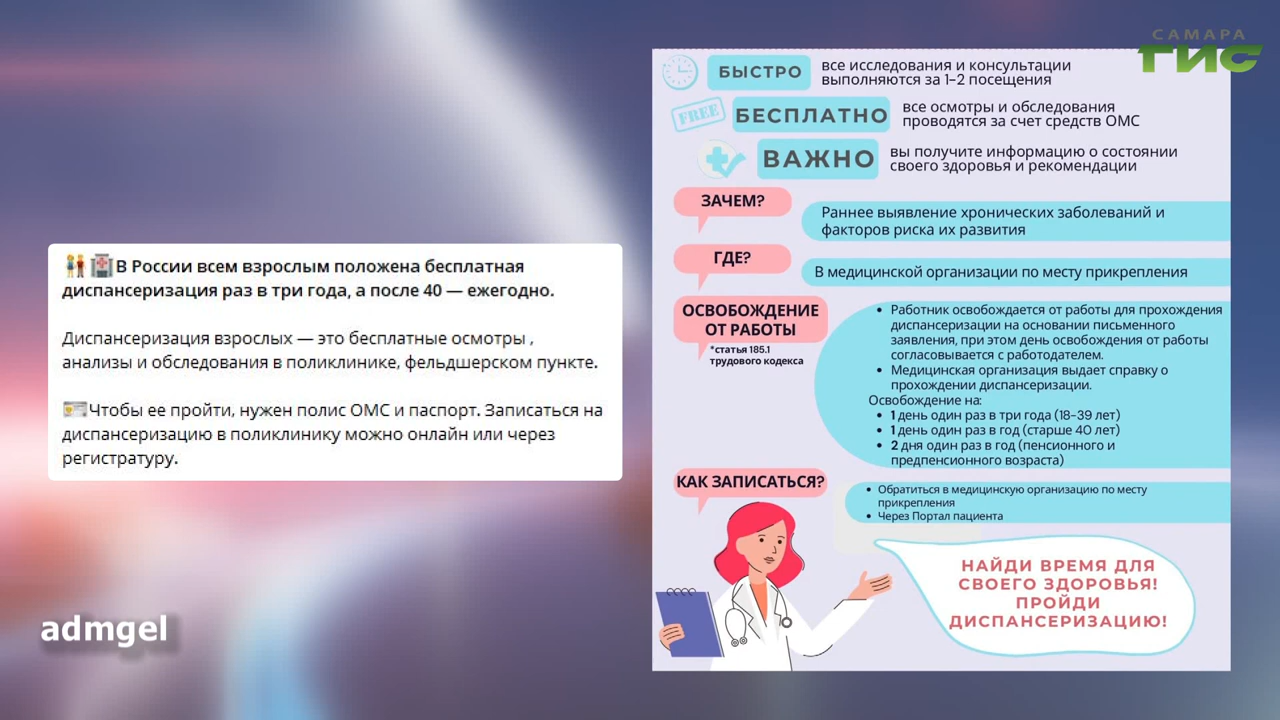 САМАРА
ГИС
В России всем взрослым положена бесплатная
диспансеризация раз в три года, а после 40 — ежегодно.
Диспансеризация взрослых — это бесплатные осмотры ,
анализы и обследования в поликлинике, фельдшерском пункте.
Чтобы ее пройти, нужен полис ОМС и паспорт. Записаться на
диспансеризацию в поликлинику можно онлайн или через
регистратуру.
admgel
БЫСТРО
все исследования и консультации
выполняются за 1-2 посещения
FREE
БЕСПЛАТНО
все осмотры и обследования
проводятся за счет средств ОМС
ВАЖНО
вы получите информацию о состоянии
своего здоровья и рекомендации
ЗАЧЕМ?
Раннее выявление хронических заболеваний и
факторов риска их развития
ГДЕ?
В медицинской организации по месту прикрепления
ОСВОБОЖДЕНИЕ
ОТ РАБОТЫ
*статья 185.1
трудового кодекса
• Работник освобождается от работы для прохождения
диспансеризации на основании письменного
заявления, при этом день освобождения от работы
согласовывается с работодателем.
• Медицинская организация выдает справку о
прохождении диспансеризации.
Освобождение на:
• 1 день один раз в три года (18-39 лет)
• 1 день один раз в год (старше 40 лет)
• 2 дня один раз в год (пенсионного и
предпенсионного возраста)
КАК ЗАПИСАТЬСЯ?
• Обратиться в медицинскую организацию по месту
прикрепления
• Через Портал пациента
НАЙДИ ВРЕМЯ ДЛЯ
СВОЕГО ЗДОРОВЬЯ!
ПРОЙДИ
ДИСПАНСЕРИЗАЦИЮ!